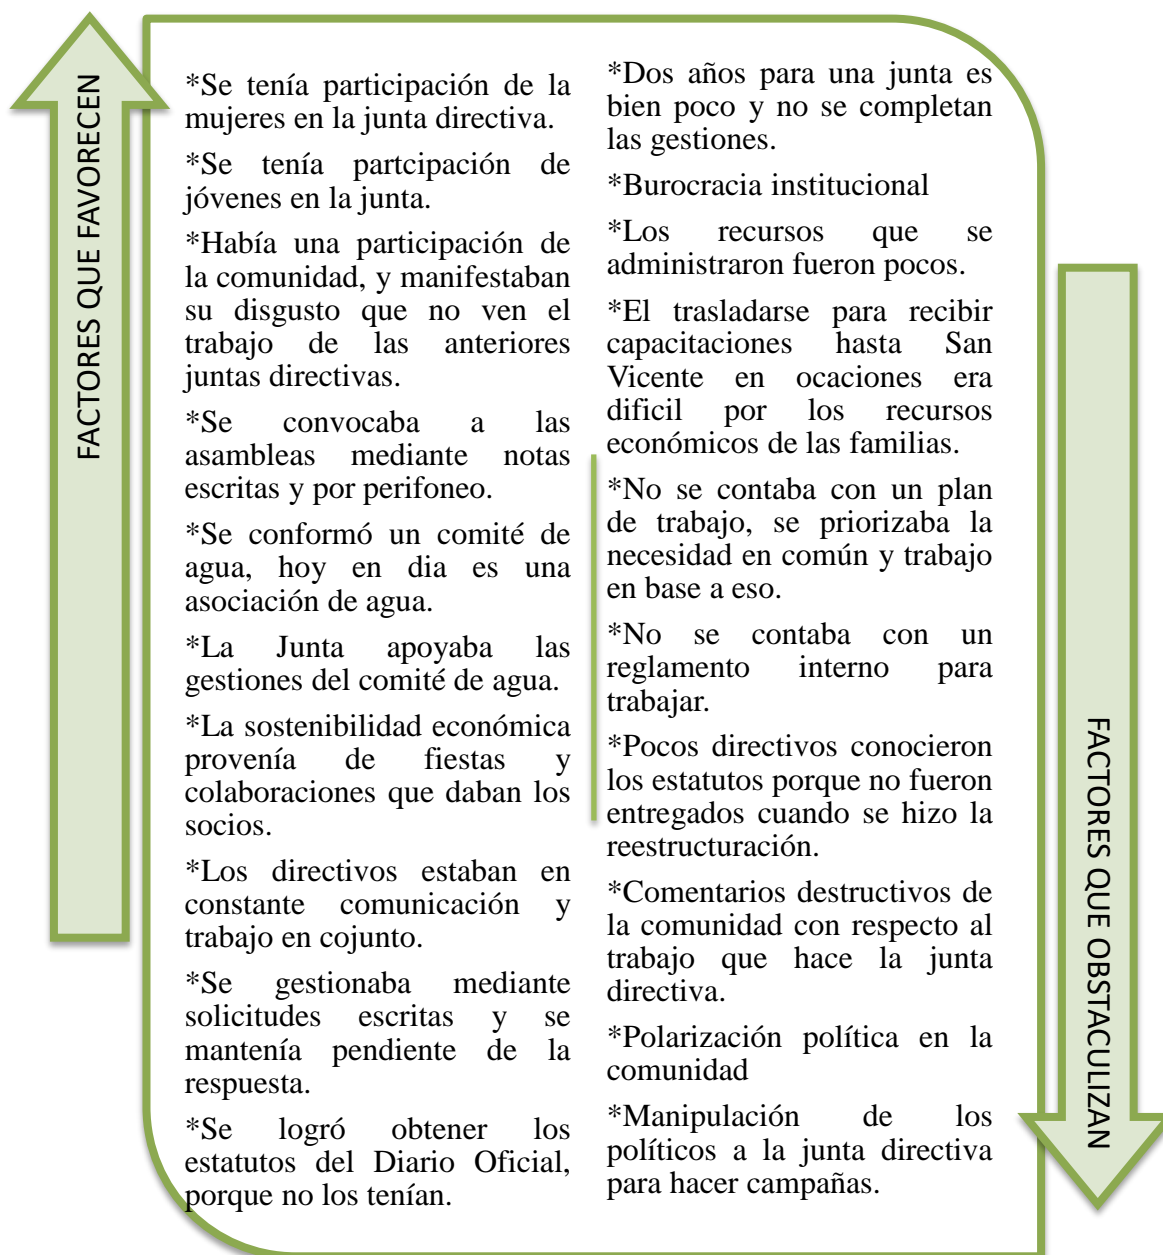 FACTORES QUE FAVORECEN
*Se tenía participación de la
mujeres en la junta directiva.
*Se tenía partcipación de
jóvenes en la junta.
*Había una participación de
la comunidad, y manifestaban
su disgusto que no ven el
trabajo de las anteriores
juntas directivas.
*Se convocaba a las
asambleas mediante notas
escritas y por perifoneo.
*Se conformó un comité de
agua, hoy en dia es una
asociación de agua.
*La Junta apoyaba las
gestiones del comité de agua.
*La sostenibilidad económica
provenía de fiestas y
colaboraciones que daban los
socios.
*Los directivos estaban en
constante comunicación y
trabajo en cojunto.
*Se gestionaba mediante
solicitudes escritas y se
mantenía pendiente de la
respuesta.
*Se logró obtener los
estatutos del Diario Oficial,
porque no los tenían.
*Dos años para una junta es
bien poco y no se completan
las gestiones.
*Burocracia institucional
*Los recursos que se
administraron fueron pocos.
*El trasladarse para recibir
capacitaciones hasta San
Vicente en ocaciones era
dificil por los recursos
económicos de las familias.
*No se contaba con un plan
de trabajo, se priorizaba la
necesidad en común y trabajo
en base a eso.
*No se contaba con un
reglamento interno para
trabajar.
*Pocos directivos conocieron
los estatutos porque no fueron
entregados cuando se hizo la
reestructuración.
*Comentarios destructivos de
la comunidad con respecto al
trabajo que hace la junta
directiva.
*Polarización política en la
comunidad
*Manipulación de los
políticos a la junta directiva
para hacer campañas.
FACTORES QUE OBSTACULIZAN